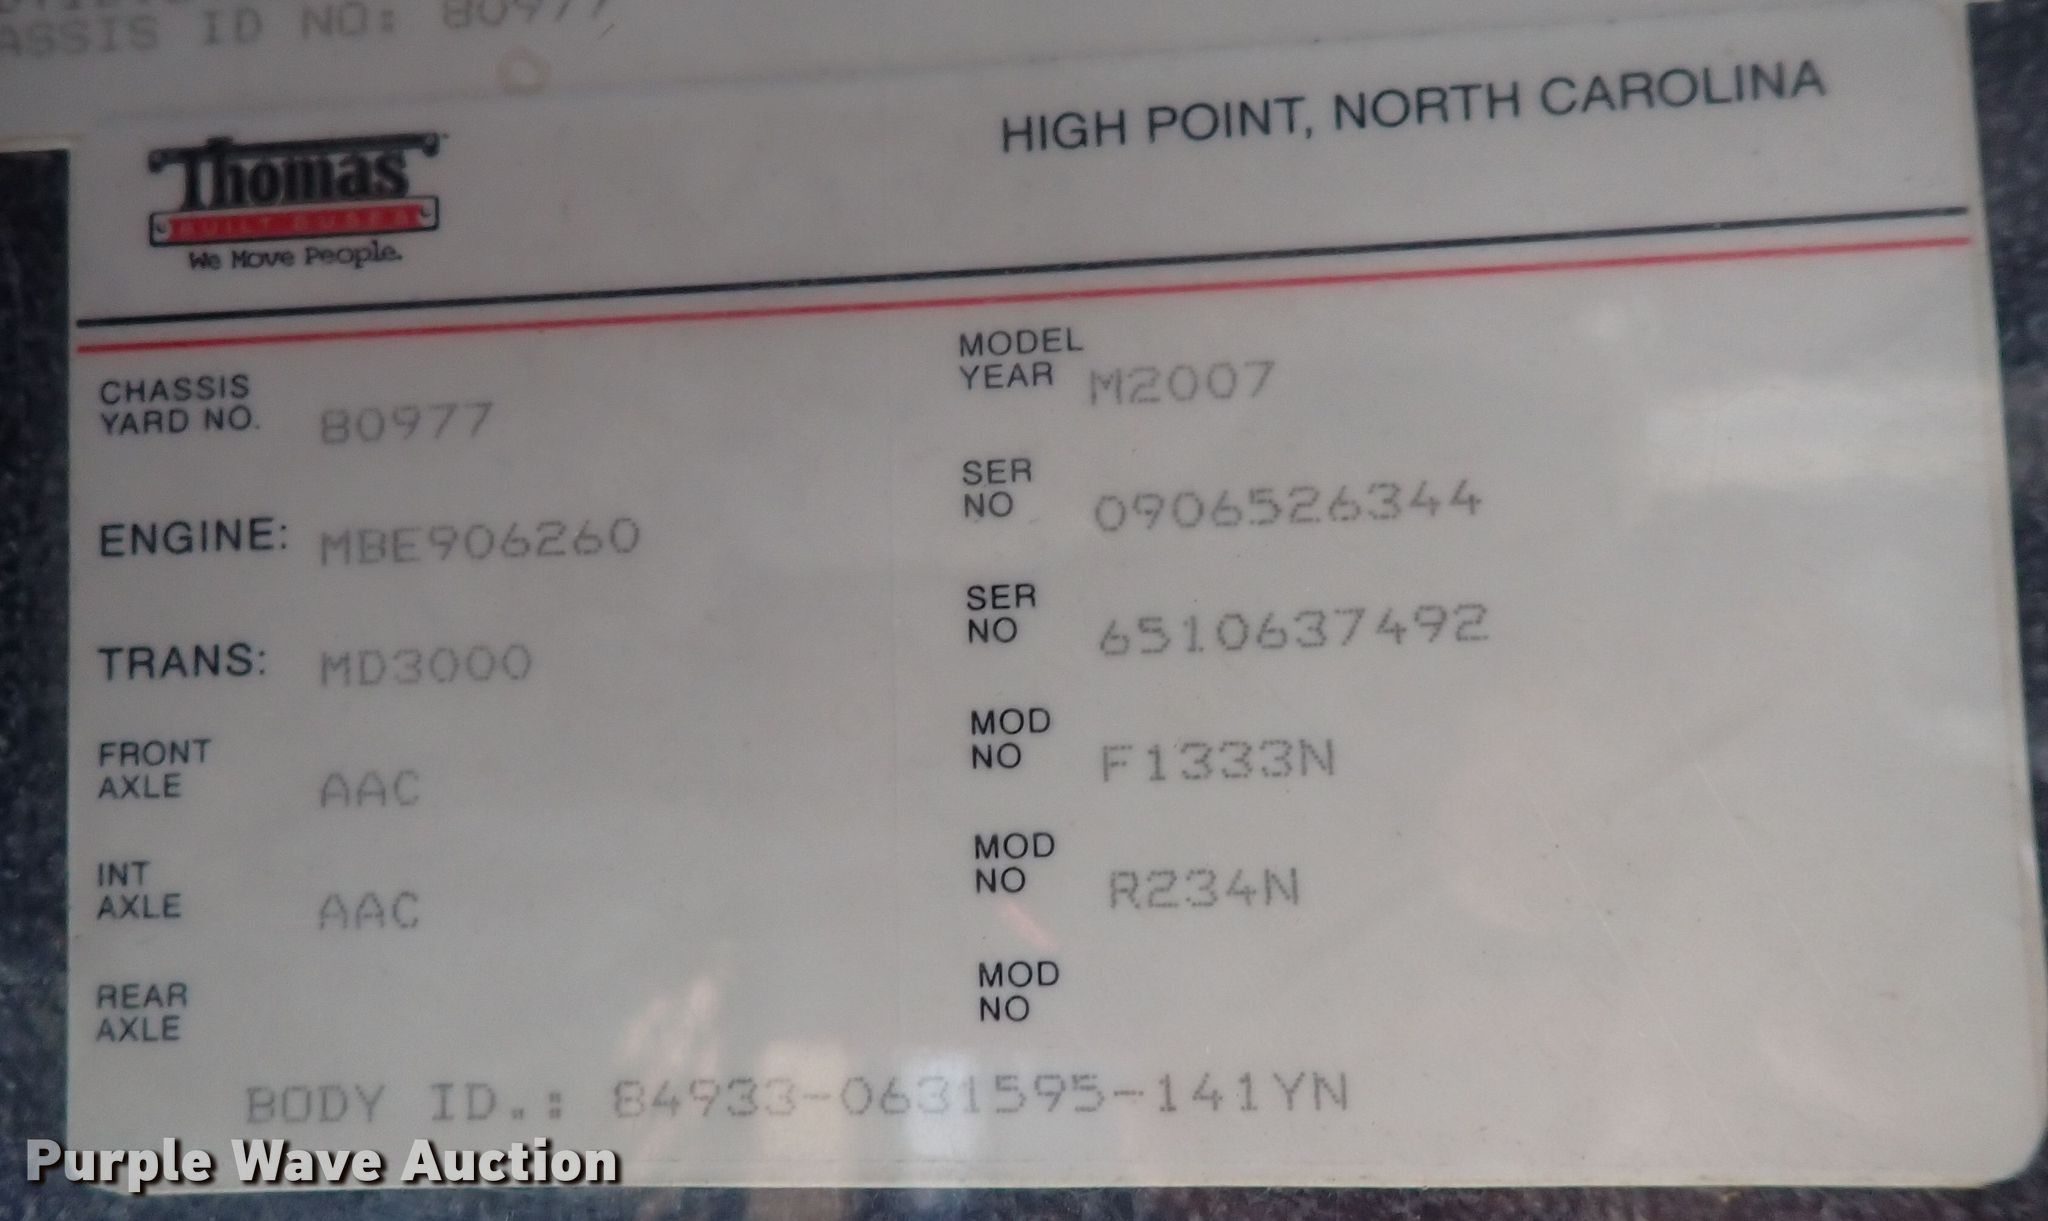 ASSIS ID NO: 80977
Thomas
BUILT BUSES
We Move People.
HIGH POINT, NORTH CAROLINA
CHASSIS
YARD NO. 80977
MODEL
YEAR M2007
ENGINE: MBE906260
SER
NO 0906526344
TRANS: MD3000
SER
NO 6510637492
FRONT
AXLE AAC
MOD
NO F1333N
INT
AXLE AAC
MOD
NO R234N
REAR
AXLE
MOD
NO
BODY ID.: 84933-0631595-141YN
Purple Wave Auction